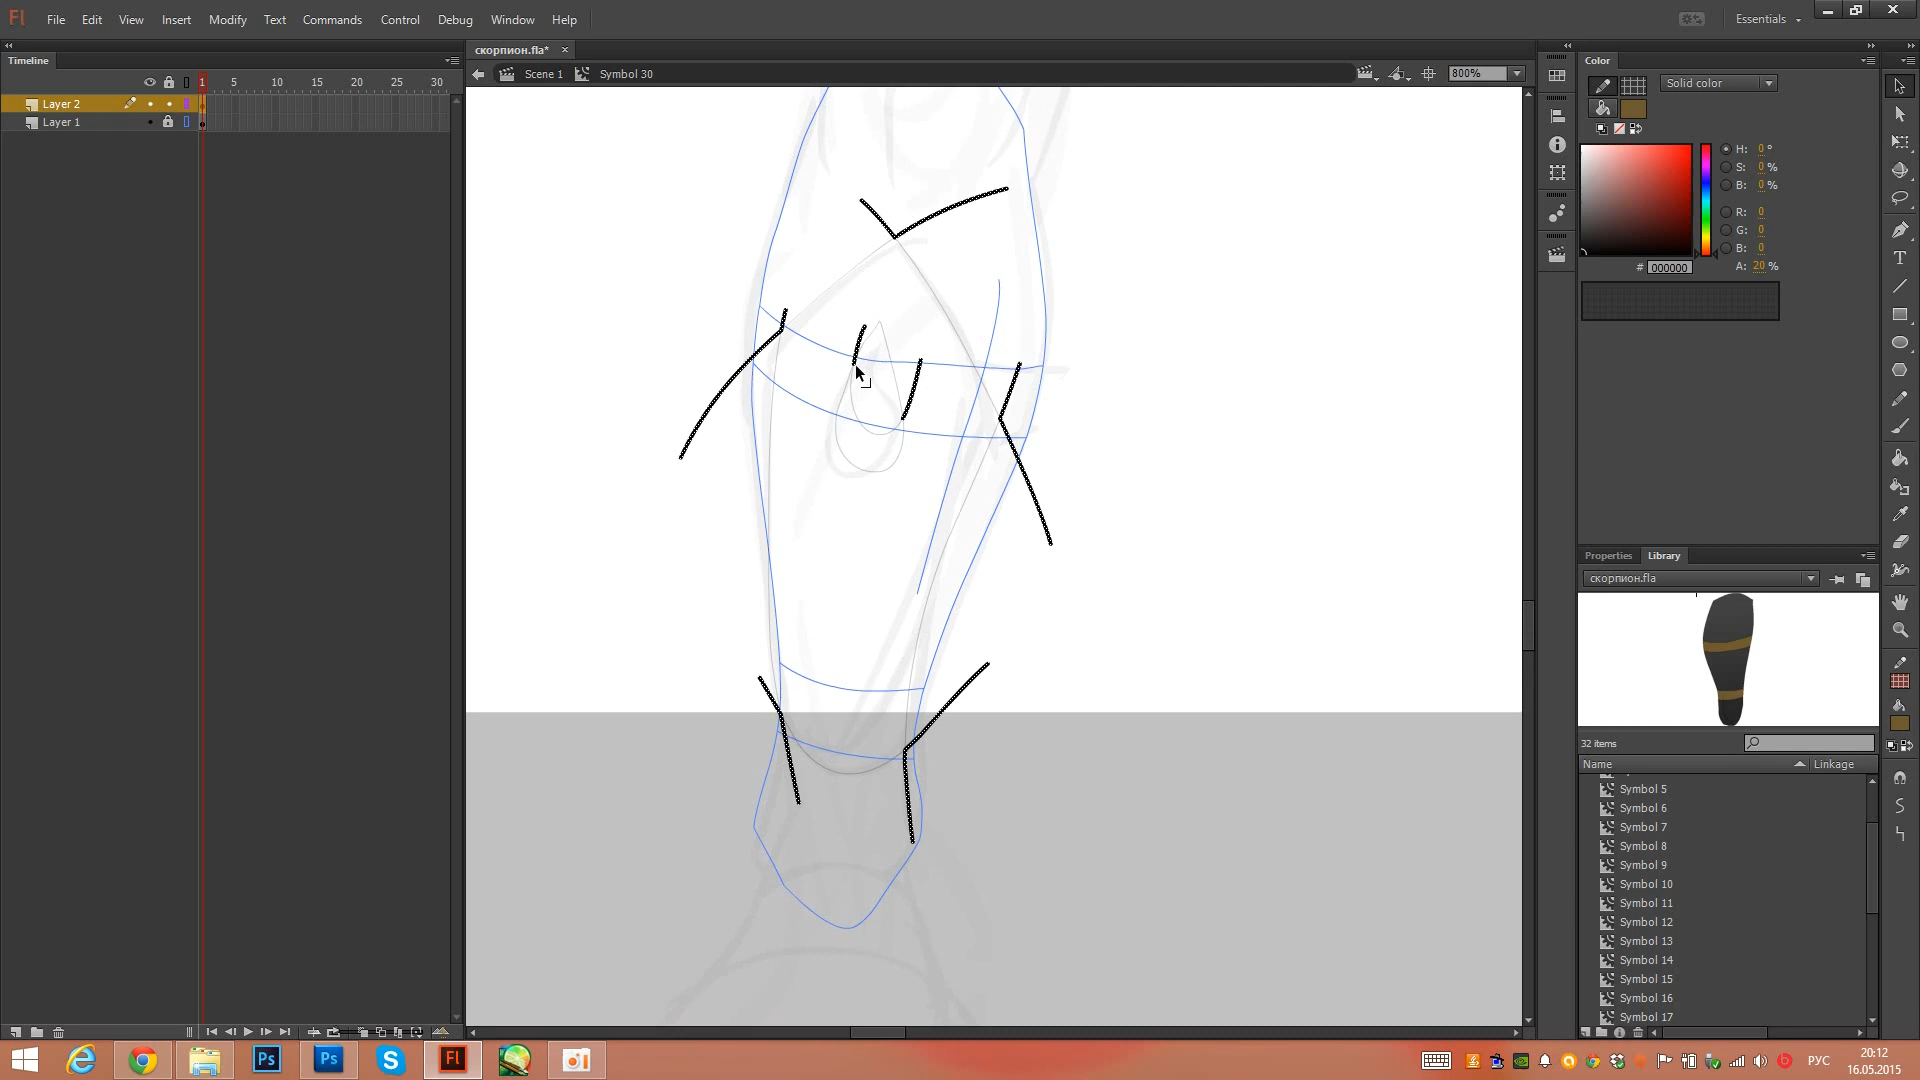 Fl File Edit View Insert Modify Text Commands Control Debug Window Help Essentials
Timeline
скорпион.fla*
Color
Scene 1 Symbol 30 800%
1 5 10 15 20 25 30
Layer 2
Layer 1
Solid color
H: 0 °
S: 0 %
B: 0 %
R: 0
G: 0
B: 0
# 000000 A: 20 %
Properties Library
скорпион.fla
32 items
Name Linkage
Symbol 5
Symbol 6
Symbol 7
Symbol 8
Symbol 9
Symbol 10
Symbol 11
Symbol 12
Symbol 13
Symbol 14
Symbol 15
Symbol 16
Symbol 17
Ps Ps S Fl
РУС
20:12
16.05.2015